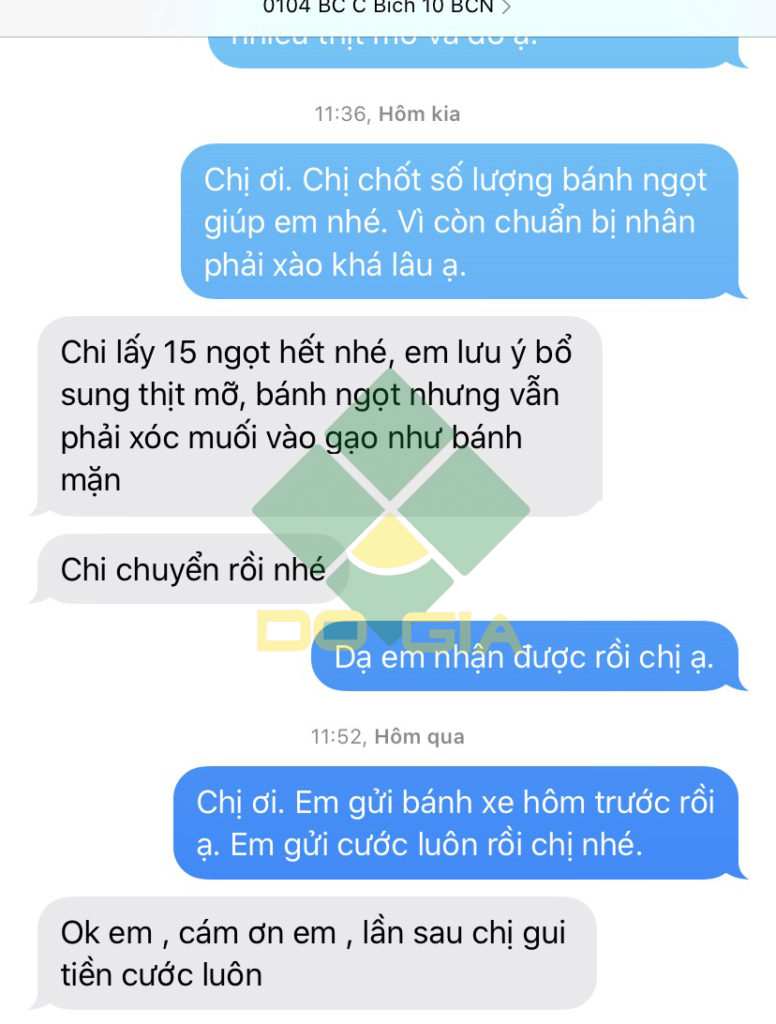 0104 BC C Bích 10 BCN
nhiều thịt mỡ và đỗ ạ.
11:36, Hôm kia
Chị ơi. Chị chốt số lượng bánh ngọt
giúp em nhé. Vì còn chuẩn bị nhân
phải xào khá lâu ạ.
Chi lấy 15 ngọt hết nhé, em lưu ý bổ
sung thịt mỡ, bánh ngọt nhưng vẫn
phải xóc muối vào gạo như bánh
mặn
Chi chuyển rồi nhé
DO GIA
Dạ em nhận được rồi chị ạ.
11:52, Hôm qua
Chị ơi. Em gửi bánh xe hôm trước rồi
ạ. Em gửi cước luôn rồi chị nhé.
Ok em , cám ơn em , lần sau chị gui
tiền cước luôn